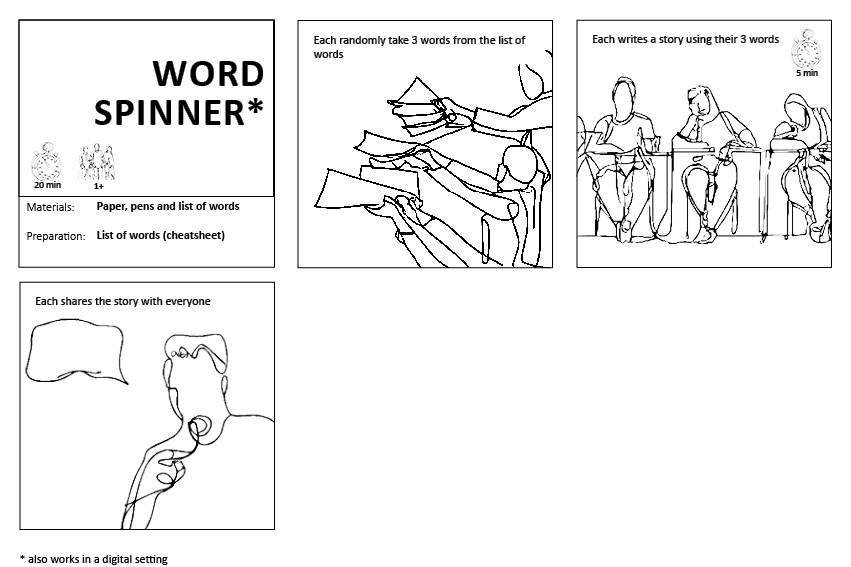 WORD
SPINNER*
20 min
1+
Materials: Paper, pens and list of words
Preparation: List of words (cheatsheet)
Each randomly take 3 words from the list of
words
Each writes a story using their 3 words
5 min
Each shares the story with everyone
* also works in a digital setting